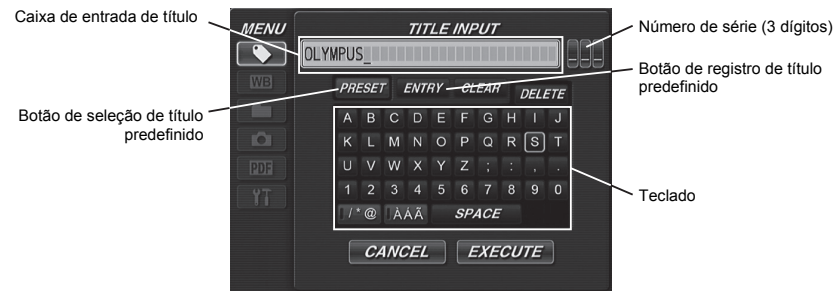 Caixa de entrada de título
MENU
TITLE INPUT
Número de série (3 dígitos)
OLYMPUS_
_ _ _
WB
PRESET ENTRY CLEAR DELETE
Botão de registro de título
predefinido
Botão de seleção de título
predefinido
A B C D E F G H I J
K L M N O P Q R S T
U V W X Y Z ; : , .
PDF
1 2 3 4 5 6 7 8 9 0
Teclado
/ * @ ÀÁÃ SPACE
CANCEL EXECUTE